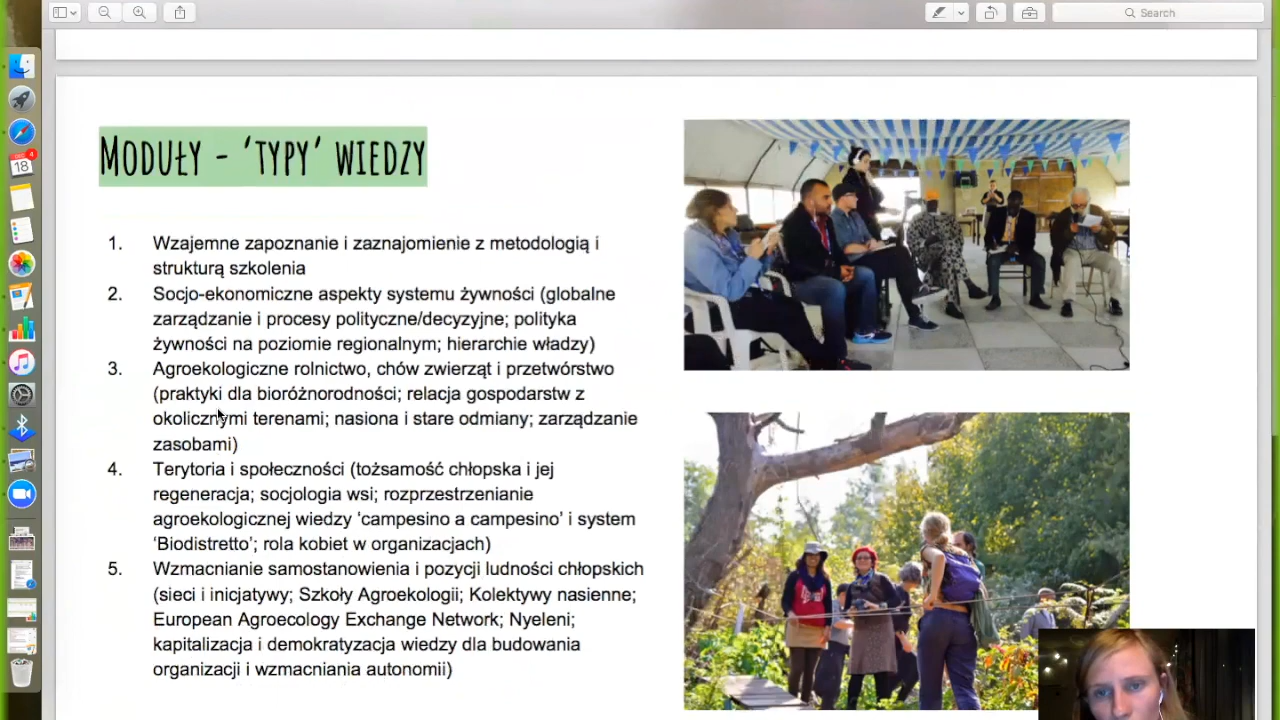 Search
18
4
Moduły - ‘typy’ wiedzy
1. Wzajemne zapoznanie i zaznajomienie z metodologią i
strukturą szkolenia
2. Socjo-ekonomiczne aspekty systemu żywności (globalne
zarządzanie i procesy polityczne/decyzyjne; polityka
żywności na poziomie regionalnym; hierarchie władzy)
3. Agroekologiczne rolnictwo, chów zwierząt i przetwórstwo
(praktyki dla bioróżnorodności; relacja gospodarstw z
okolicznymi terenami; nasiona i stare odmiany; zarządzanie
zasobami)
4. Terytoria i społeczności (tożsamość chłopska i jej
regeneracja; socjologia wsi; rozprzestrzenianie
agroekologicznej wiedzy ‘campesino a campesino’ i system
‘Biodistretto’; rola kobiet w organizacjach)
5. Wzmacnianie samostanowienia i pozycji ludności chłopskich
(sieci i inicjatywy; Szkoły Agroekologii; Kolektywy nasienne;
European Agroecology Exchange Network; Nyeleni;
kapitalizacja i demokratyzacja wiedzy dla budowania
organizacji i wzmacniania autonomii)